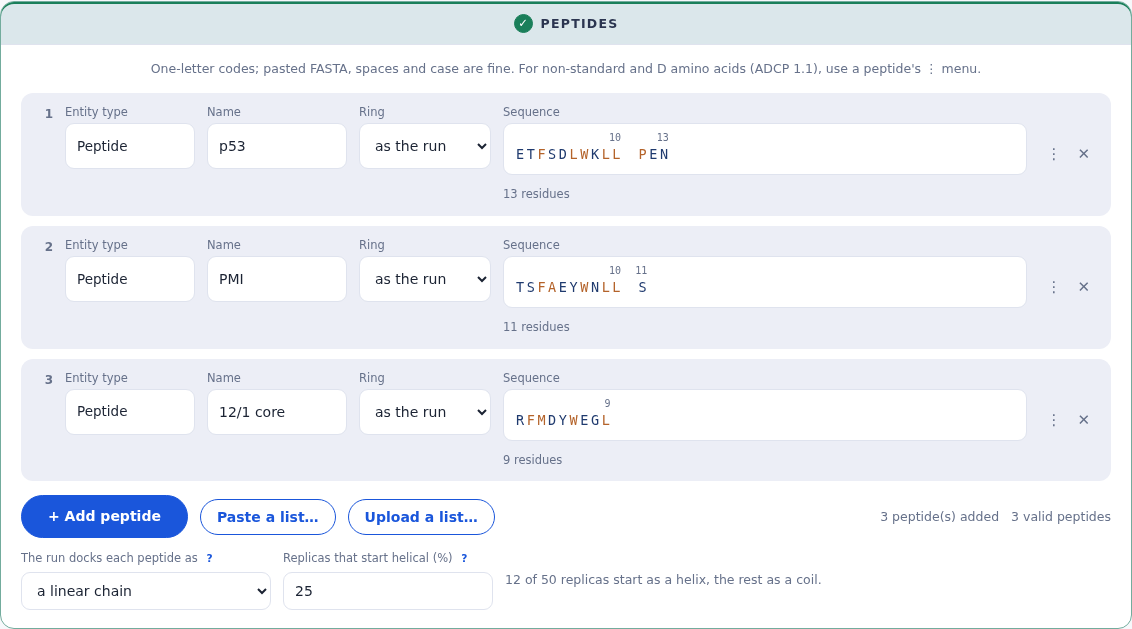 ✓ PEPTIDES
One-letter codes; pasted FASTA, spaces and case are fine. For non-standard and D amino acids (ADCP 1.1), use a peptide's ⋮ menu.
1 Entity type Name Ring Sequence
10 13
Peptide p53 as the run ETFSDLWKLL PEN ⋮ ✕
13 residues
2 Entity type Name Ring Sequence
10 11
Peptide PMI as the run TSFAEYWNLL S ⋮ ✕
11 residues
3 Entity type Name Ring Sequence
9
Peptide 12/1 core as the run RFMDYWEGL ⋮ ✕
9 residues
+ Add peptide Paste a list… Upload a list… 3 peptide(s) added 3 valid peptides
The run docks each peptide as ? Replicas that start helical (%) ?
a linear chain 25 12 of 50 replicas start as a helix, the rest as a coil.